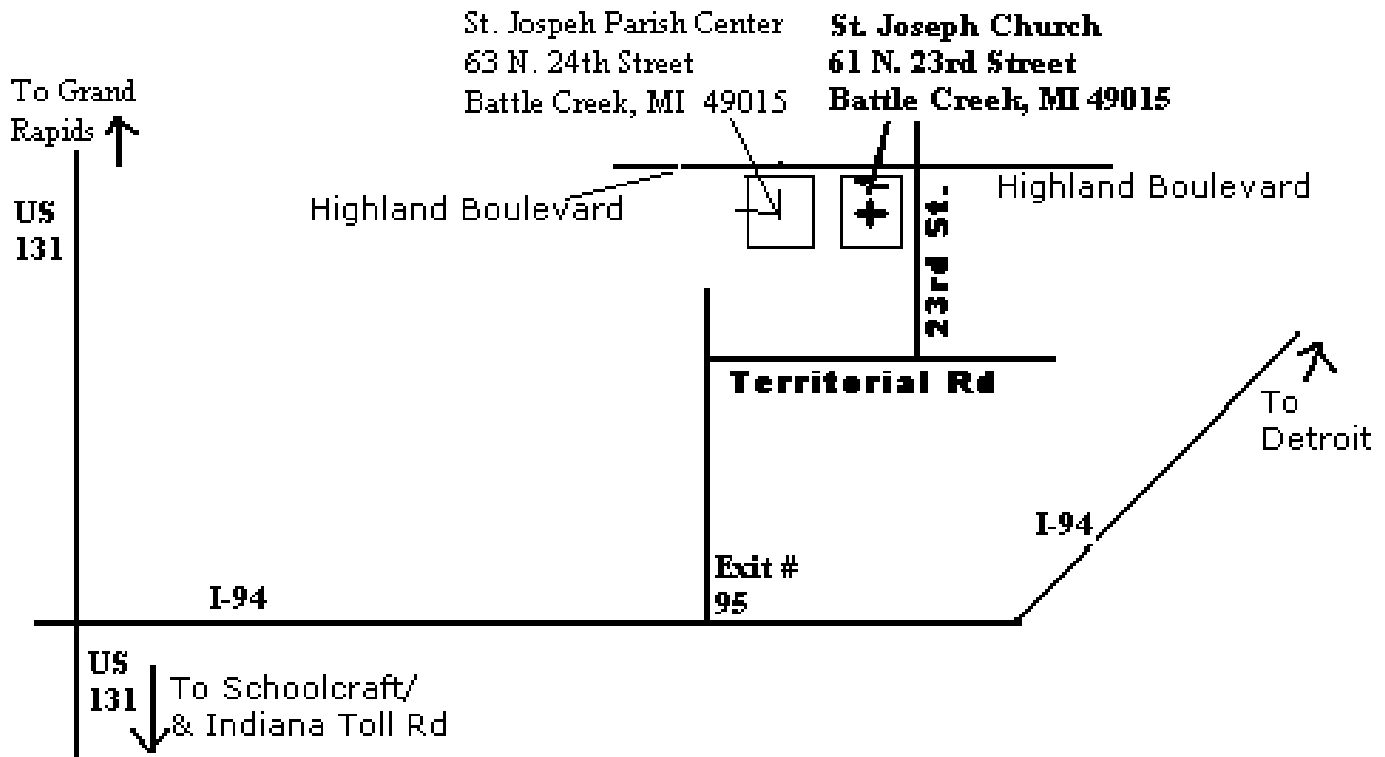 St. Jospeh Parish Center
63 N. 24th Street
Battle Creek, MI 49015
St. Joseph Church
61 N. 23rd Street
Battle Creek, MI 49015
To Grand
Rapids
US
131
Highland Boulevard
Highland Boulevard
23rd St.
Territorial Rd
To
Detroit
I-94
Exit #
95
I-94
US
131
To Schoolcraft/
& Indiana Toll Rd